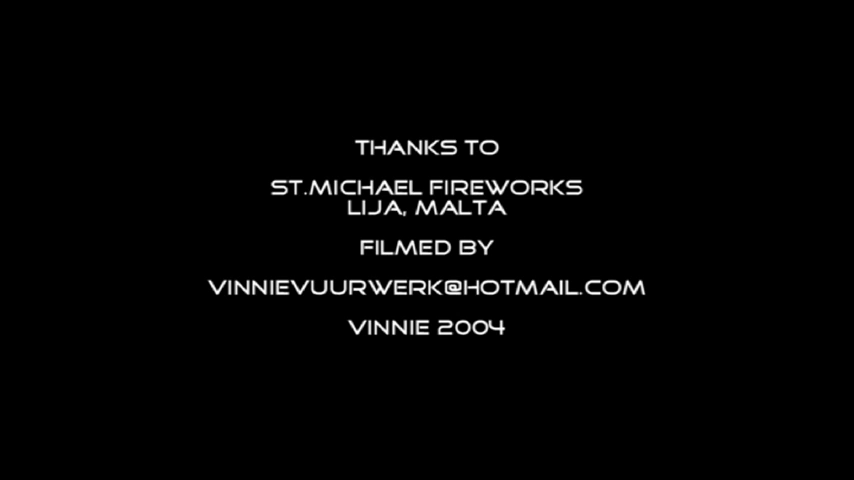 THANKS TO
ST.MICHAEL FIREWORKS
LIJA, MALTA
FILMED BY
VINNIEVUURWERK@HOTMAIL.COM
VINNIE 2004